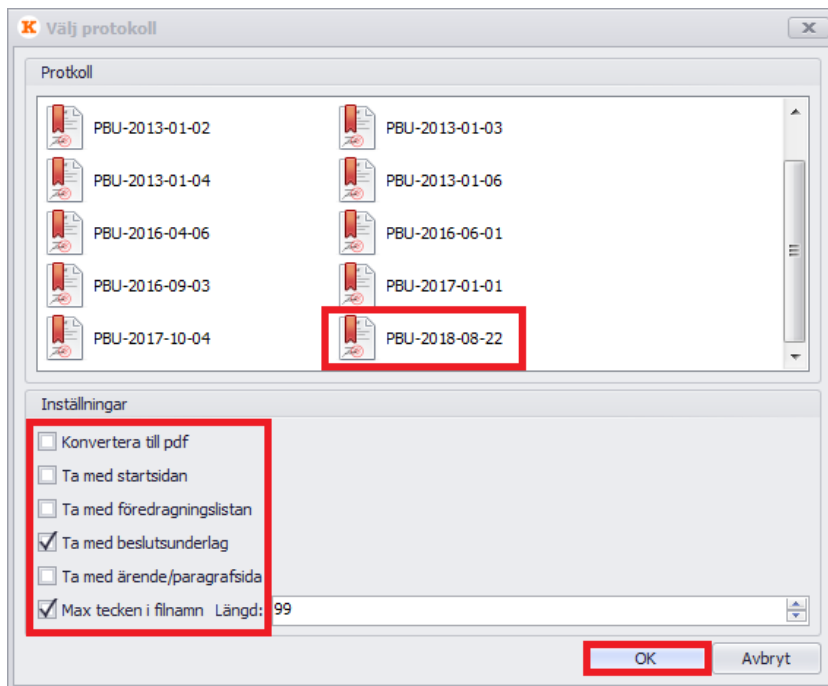 K Välj protokoll
Protkoll
PBU-2013-01-02 PBU-2013-01-03
PBU-2013-01-04 PBU-2013-01-06
PBU-2016-04-06 PBU-2016-06-01
PBU-2016-09-03 PBU-2017-01-01
PBU-2017-10-04 PBU-2018-08-22
Inställningar
Konvertera till pdf
Ta med startsidan
Ta med föredragningslistan
Ta med beslutsunderlag
Ta med ärende/paragrafsida
Max tecken i filnamn Längd: 99
OK Avbryt